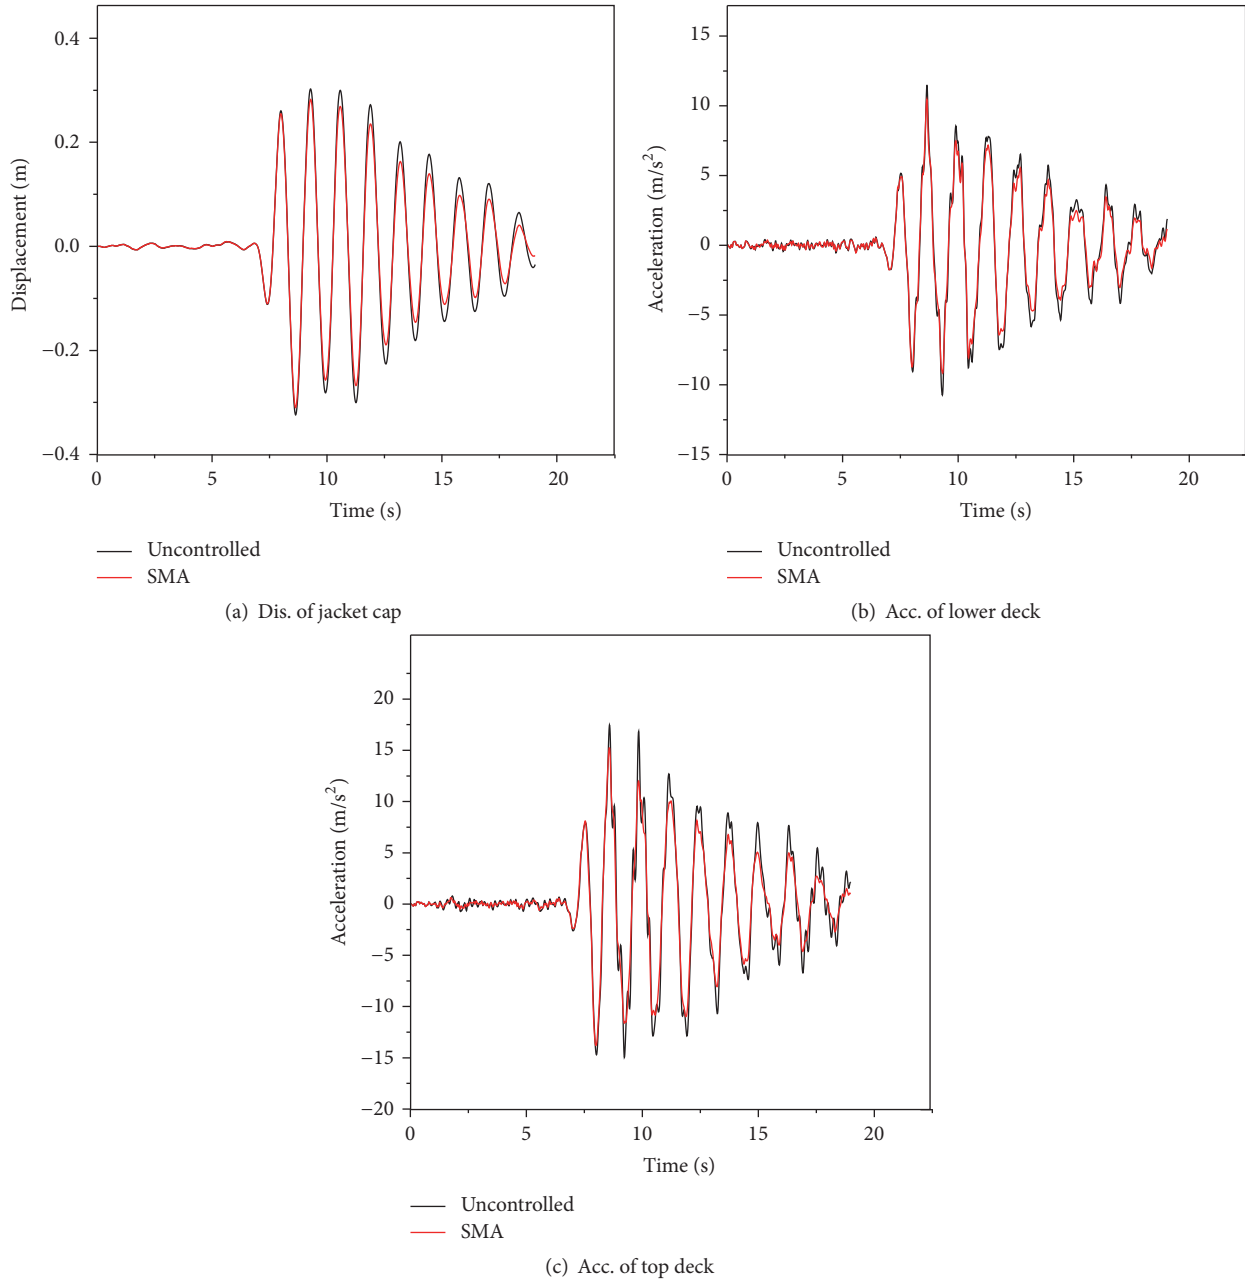 0.4
0.2
0.0
−0.2
−0.4
Displacement (m)
0 5 10 15 20
Time (s)
Uncontrolled
SMA
(a) Dis. of jacket cap
15
10
5
0
−5
−10
−15
Acceleration (m/s²)
0 5 10 15 20
Time (s)
Uncontrolled
SMA
(b) Acc. of lower deck
20
15
10
5
0
−5
−10
−15
−20
Acceleration (m/s²)
0 5 10 15 20
Time (s)
Uncontrolled
SMA
(c) Acc. of top deck